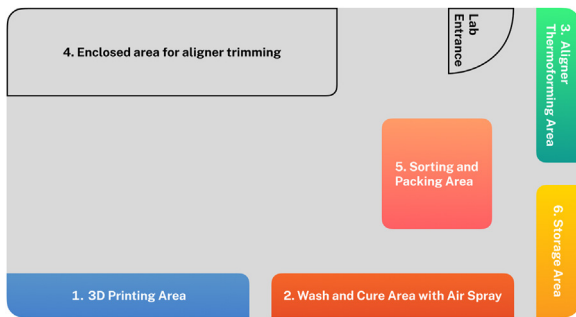 4. Enclosed area for aligner trimming
Lab
Entrance
3. Aligner
Thermoforming Area
5. Sorting and
Packing Area
6. Storage Area
1. 3D Printing Area
2. Wash and Cure Area with Air Spray